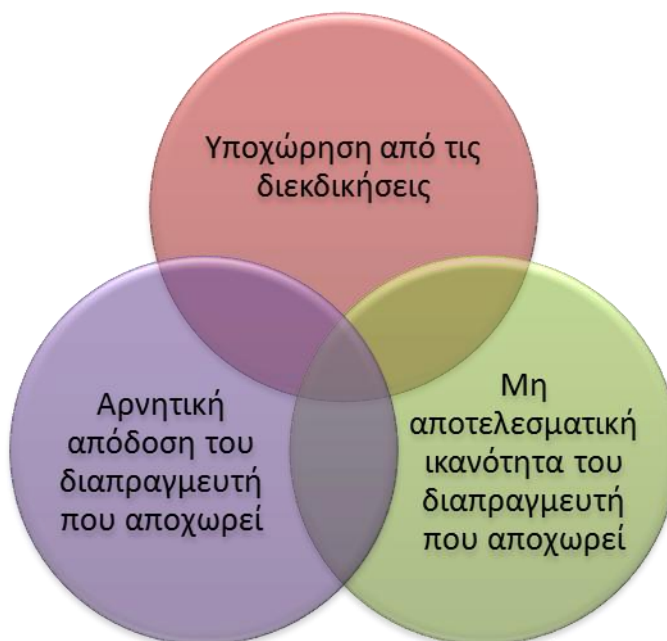 Υποχώρηση από τις
διεκδικήσεις
Αρνητική
απόδοση του
διαπραγμευτή
που αποχωρεί
Μη
αποτελεσματική
ικανότητα του
διαπραγμευτή
που αποχωρεί